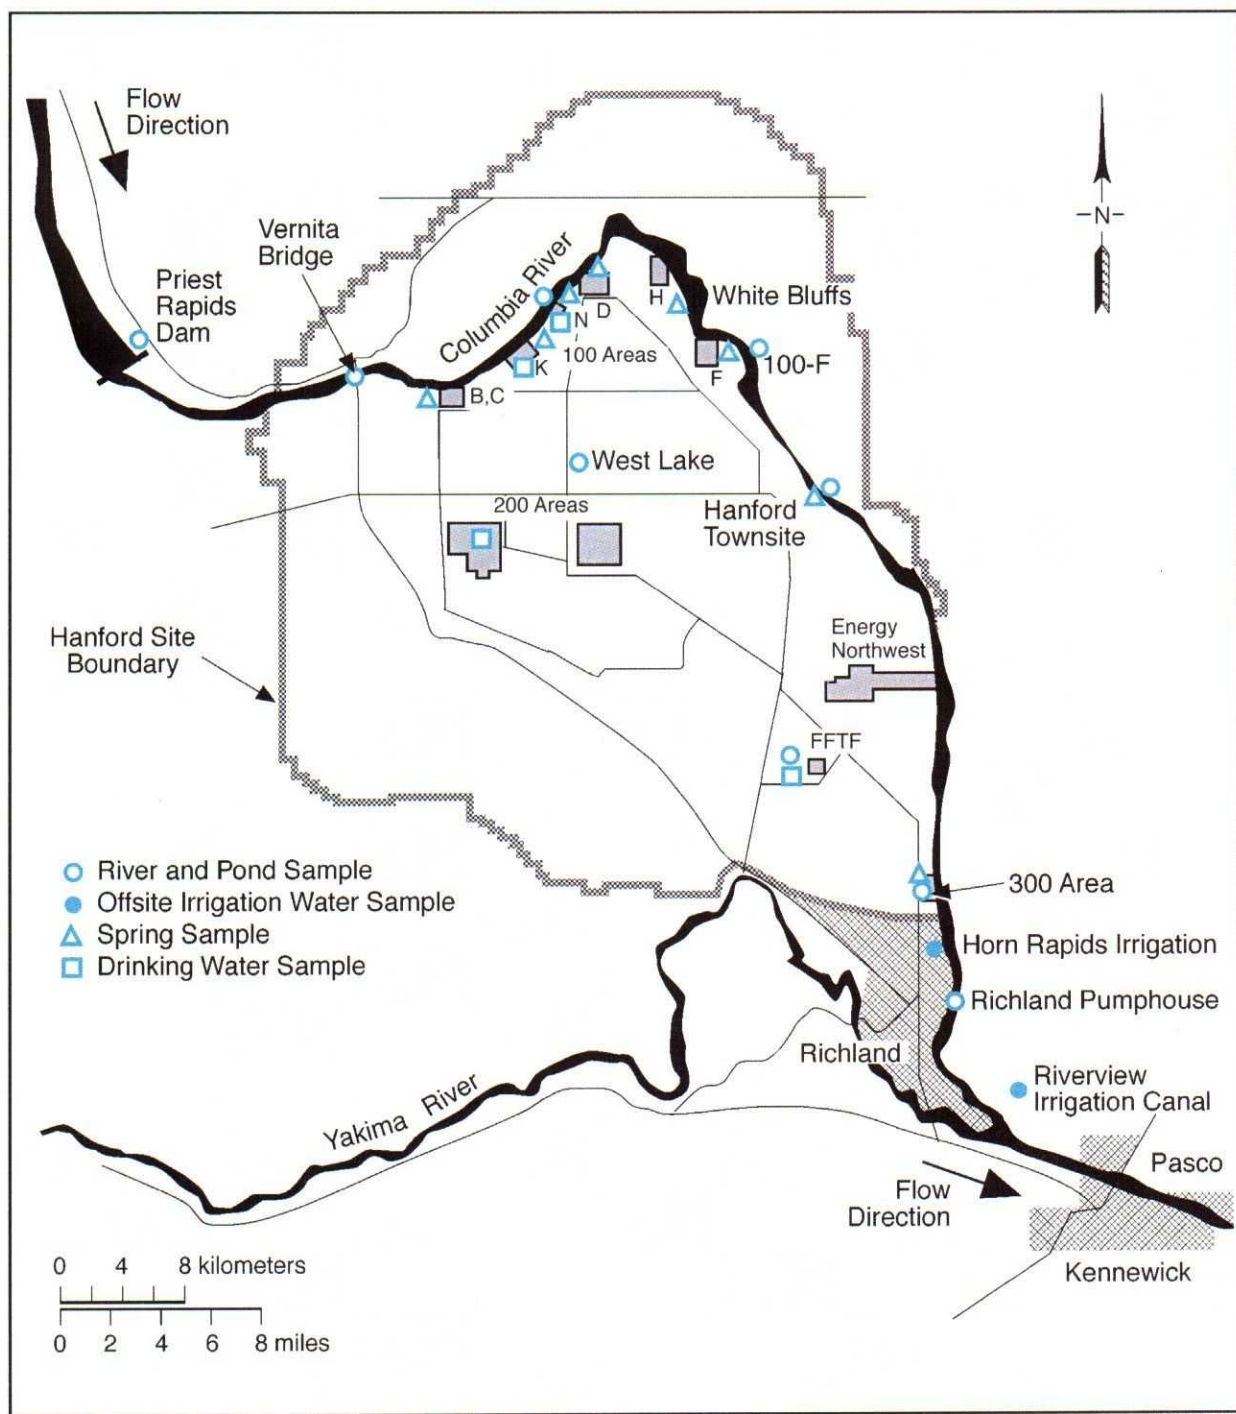 Flow
Direction
Vernita
Bridge
Priest
Rapids
Dam
Columbia River
N
H
White Bluffs
D
N
100 Areas
K
F
100-F
B,C
West Lake
200 Areas
Hanford
Townsite
Hanford Site
Boundary
Energy
Northwest
FFTF
River and Pond Sample
Offsite Irrigation Water Sample
Spring Sample
Drinking Water Sample
300 Area
Horn Rapids Irrigation
Richland Pumphouse
Richland
Riverview
Irrigation Canal
Yakima River
Pasco
Flow
Direction
Kennewick
0 4 8 kilometers
0 2 4 6 8 miles